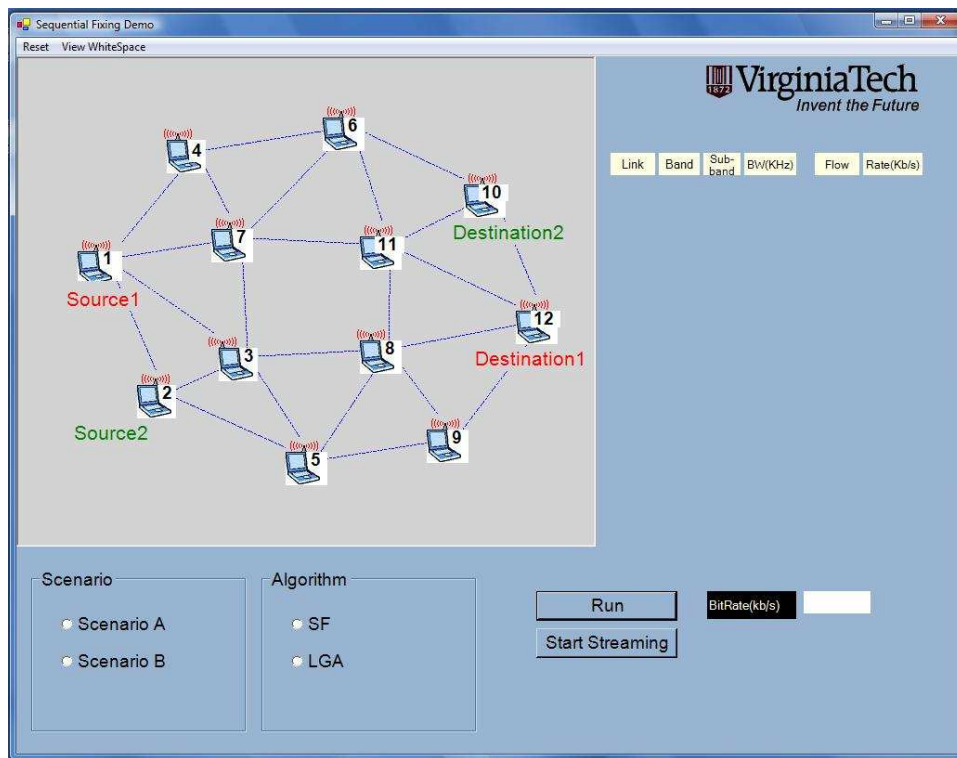 Sequential Fixing Demo
Reset View WhiteSpace
1872 VirginiaTech
Invent the Future
Link Band Sub-band BW(KHz) Flow Rate(Kb/s)
6
4
10
Destination2
7
11
1
Source1
12
Destination1
3
8
2
Source2
9
5
Scenario
Scenario A
Scenario B
Algorithm
SF
LGA
Run
Start Streaming
BitRate(kb/s)